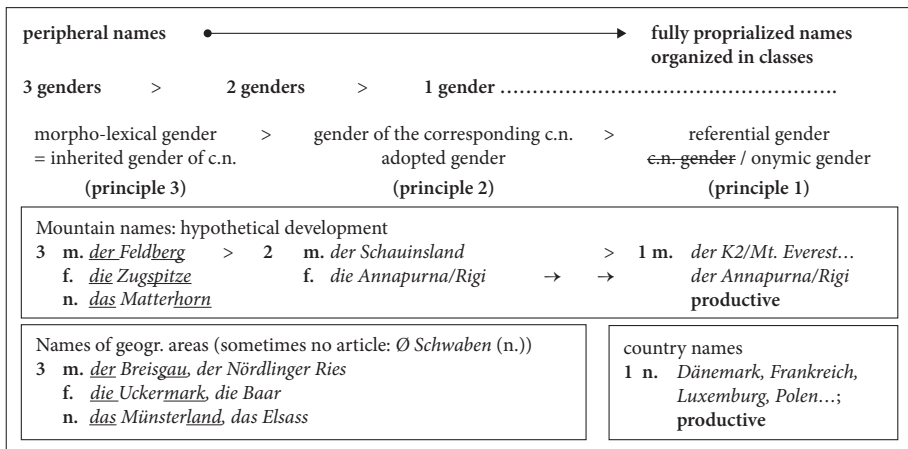 peripheral names fully proprialized names
organized in classes
3 genders > 2 genders > 1 gender ……………………………………………
morpho-lexical gender > gender of the corresponding c.n. > referential gender
= inherited gender of c.n. adopted gender c.n. gender / onymic gender
(principle 3) (principle 2) (principle 1)
Mountain names: hypothetical development
3 m. der Feldberg > 2 m. der Schauinsland > 1 m. der K2/Mt. Everest…
f. die Zugspitze f. die Annapurna/Rigi → → der Annapurna/Rigi
n. das Matterhorn productive
Names of geogr. areas (sometimes no article: Ø Schwaben (n.))
3 m. der Breisgau, der Nördlinger Ries
f. die Uckermark, die Baar
n. das Münsterland, das Elsass
country names
1 n. Dänemark, Frankreich,
Luxemburg, Polen…;
productive